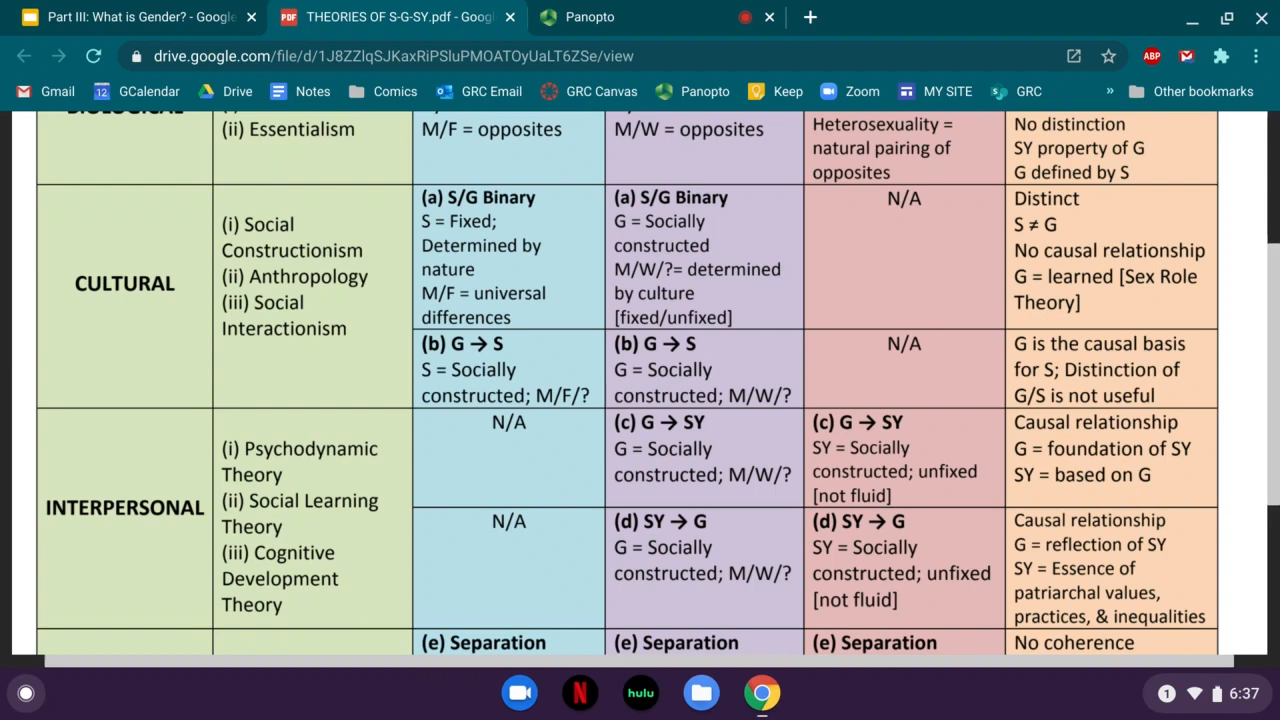 Part III: What is Gender? - Google
THEORIES OF S-G-SY.pdf - Googl
Panopto
drive.google.com/file/d/1J8ZZlqSJKaxRiPSluPMOATOyUaLT6ZSe/view
ABP
Gmail
12
GCalendar
Drive
Notes
Comics
GRC Email
GRC Canvas
Panopto
Keep
Zoom
MY SITE
GRC
»
Other bookmarks
(ii) Essentialism
M/F = opposites
M/W = opposites
Heterosexuality =
natural pairing of
opposites
No distinction
SY property of G
G defined by S
CULTURAL
(i) Social
Constructionism
(ii) Anthropology
(iii) Social
Interactionism
(a) S/G Binary
S = Fixed;
Determined by
nature
M/F = universal
differences
(a) S/G Binary
G = Socially
constructed
M/W/?= determined
by culture
[fixed/unfixed]
N/A
Distinct
S ≠ G
No causal relationship
G = learned [Sex Role
Theory]
(b) G → S
S = Socially
constructed; M/F/?
(b) G → S
G = Socially
constructed; M/W/?
N/A
G is the causal basis
for S; Distinction of
G/S is not useful
INTERPERSONAL
(i) Psychodynamic
Theory
(ii) Social Learning
Theory
(iii) Cognitive
Development
Theory
N/A
(c) G → SY
G = Socially
constructed; M/W/?
(c) G → SY
SY = Socially
constructed; unfixed
[not fluid]
Causal relationship
G = foundation of SY
SY = based on G
N/A
(d) SY → G
G = Socially
constructed; M/W/?
(d) SY → G
SY = Socially
constructed; unfixed
[not fluid]
Causal relationship
G = reflection of SY
SY = Essence of
patriarchal values,
practices, & inequalities
(e) Separation
(e) Separation
(e) Separation
No coherence
hulu
1
6:37